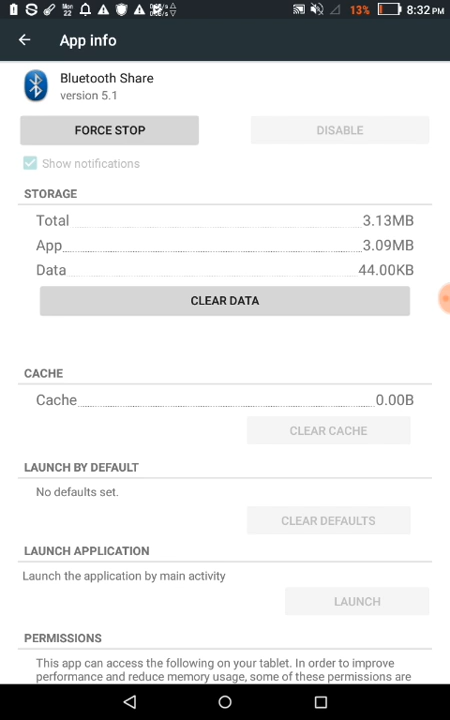 Mon
22
13%
8:32 PM
App info
Bluetooth Share
version 5.1
FORCE STOP
DISABLE
Show notifications
STORAGE
Total 3.13MB
App 3.09MB
Data 44.00KB
CLEAR DATA
CACHE
Cache 0.00B
CLEAR CACHE
LAUNCH BY DEFAULT
No defaults set.
CLEAR DEFAULTS
LAUNCH APPLICATION
Launch the application by main activity
LAUNCH
PERMISSIONS
This app can access the following on your tablet. In order to improve
performance and reduce memory usage, some of these permissions are